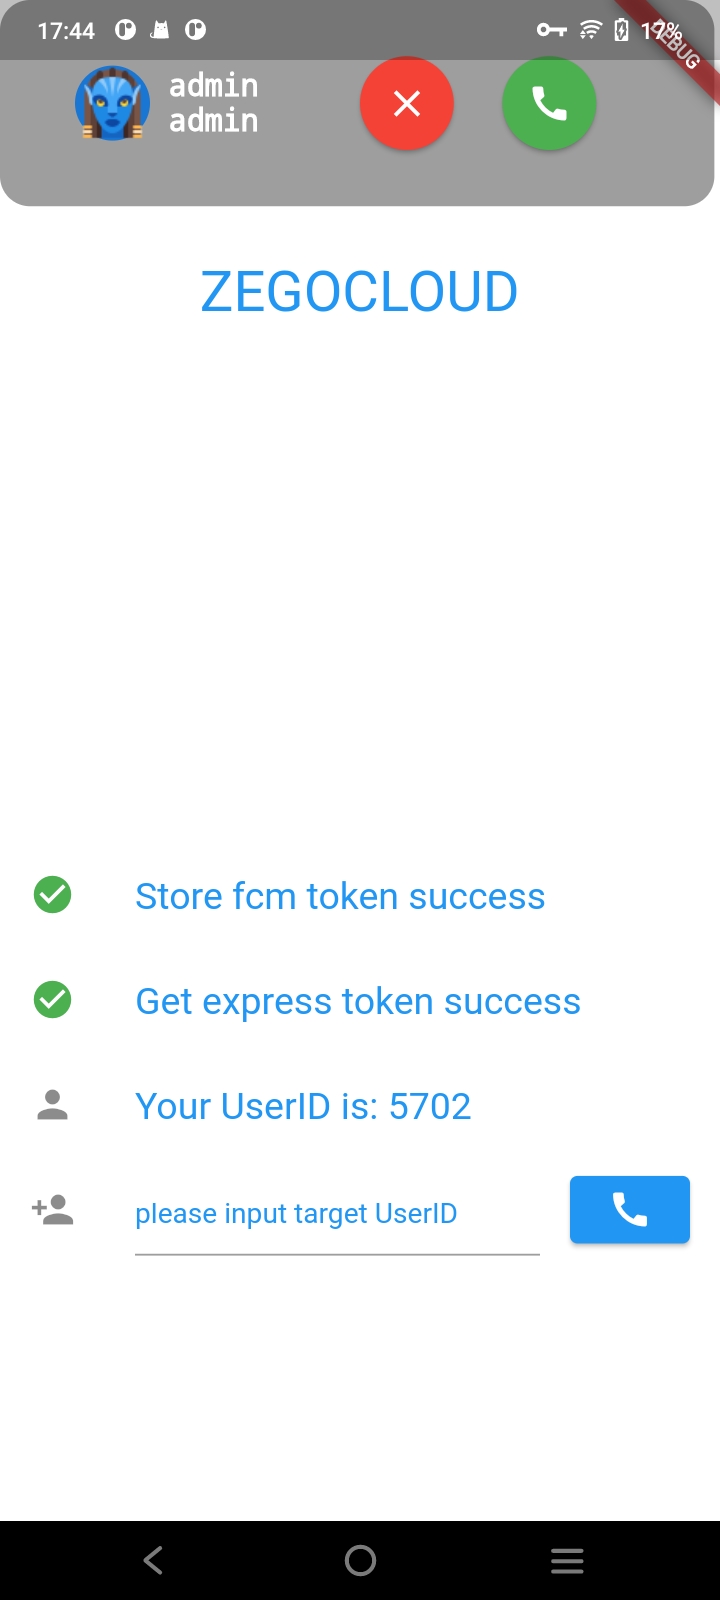 17:44
17%
DEBUG
admin
admin
ZEGOCLOUD
Store fcm token success
Get express token success
Your UserID is: 5702
please input target UserID